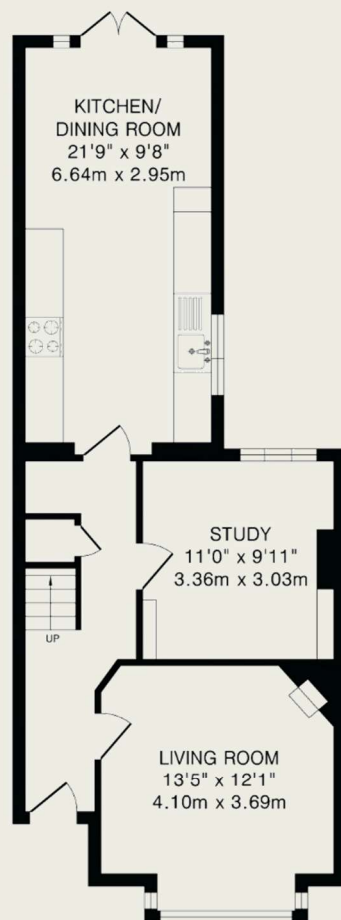 KITCHEN/
DINING ROOM
21'9" x 9'8"
6.64m x 2.95m
STUDY
11'0" x 9'11"
3.36m x 3.03m
UP
LIVING ROOM
13'5" x 12'1"
4.10m x 3.69m